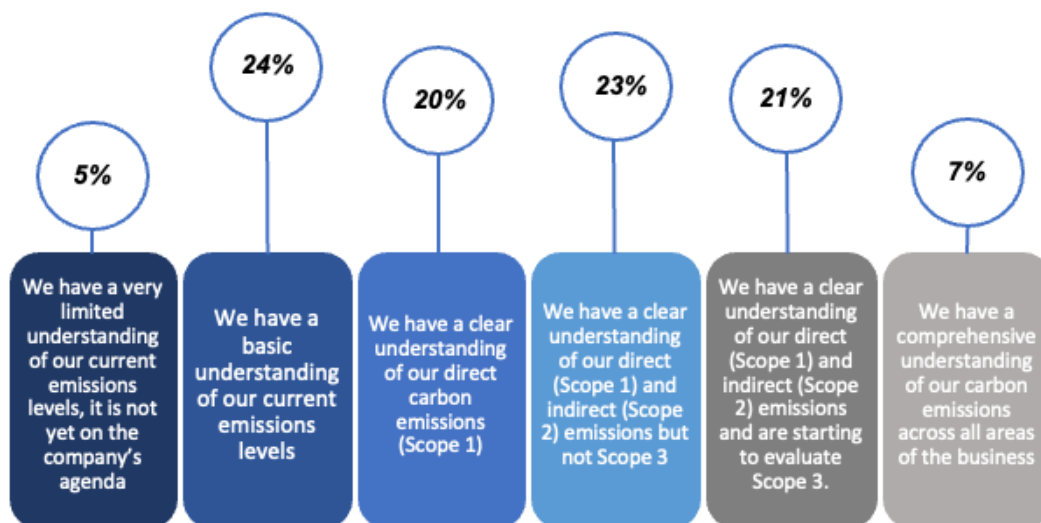 5%
24%
20%
23%
21%
7%
We have a very
limited
understanding
of our current
emissions
levels, it is not
yet on the
company's
agenda
We have a
basic
understanding
of our current
emissions
levels
We have a clear
understanding
of our direct
carbon
emissions
(Scope 1)
We have a clear
understanding
of our direct
(Scope 1) and
indirect (Scope
2) emissions but
not Scope 3
We have a clear
understanding
of our direct
(Scope 1) and
indirect (Scope
2) emissions
and are starting
to evaluate
Scope 3.
We have a
comprehensive
understanding
of our carbon
emissions
across all areas
of the business